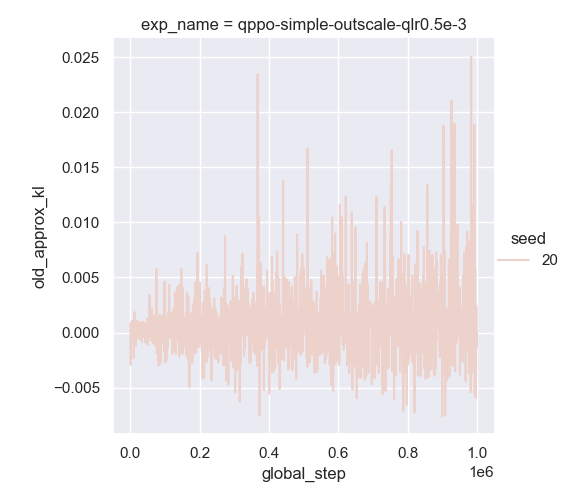 exp_name = qppo-simple-outscale-qlr0.5e-3
0.025
0.020
0.015
0.010
0.005
0.000
−0.005
old_approx_kl
seed
20
0.0 0.2 0.4 0.6 0.8 1.0
1e6
global_step